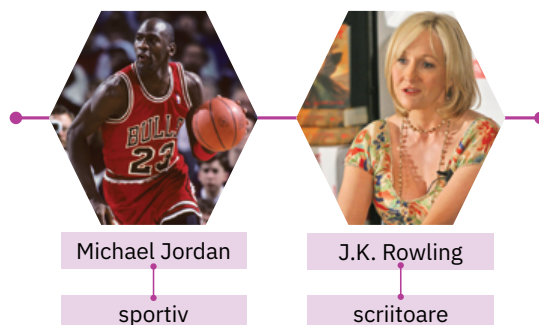 BULLS
23
Michael Jordan
J.K. Rowling
sportiv
scriitoare